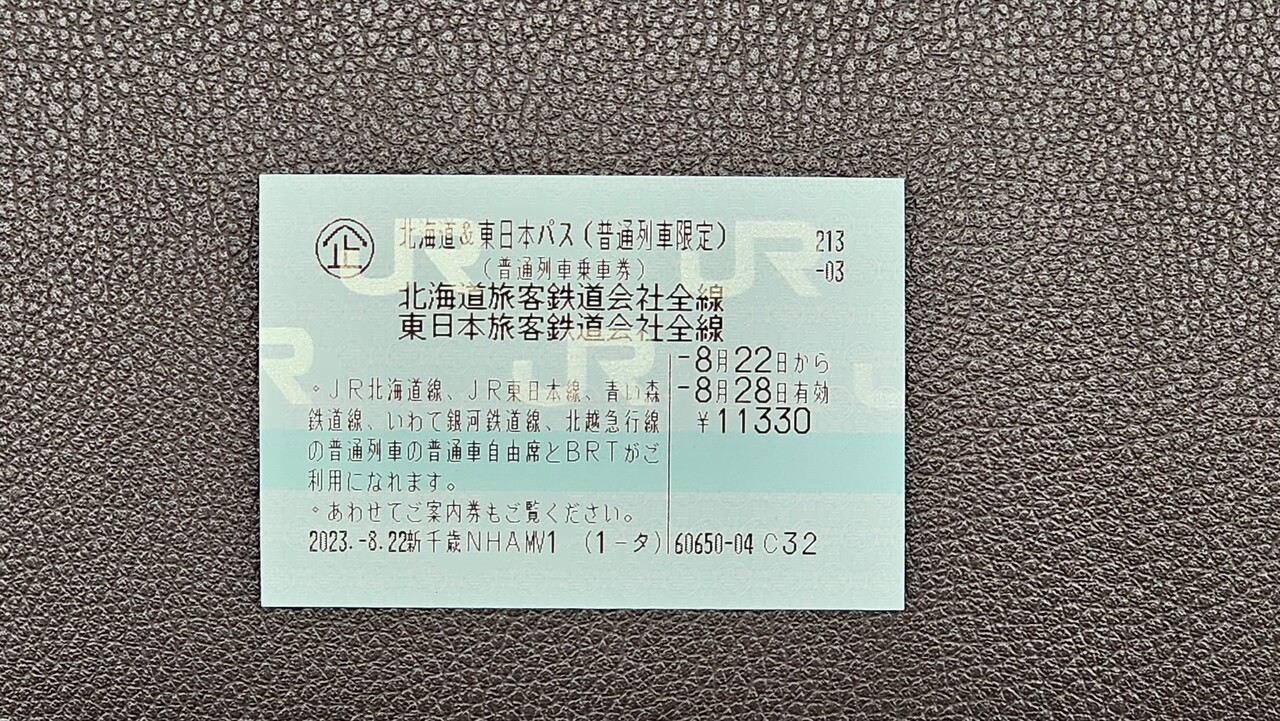 企 北海道&東日本パス(普通列車限定) 213
(普通列車乗車券) -03
北海道旅客鉄道会社全線
東日本旅客鉄道会社全線
-8月22日から
-8月28日有効
¥11330
。JR北海道線、JR東日本線、青い森
鉄道線、いわて銀河鉄道線、北越急行線
の普通列車の普通車自由席とBRTがご
利用になれます。
。あわせてご案内券もご覧ください。
2023.-8.22新千歳NHAMV1 (1-タ) 60650-04 C32
JR JR
JR JR